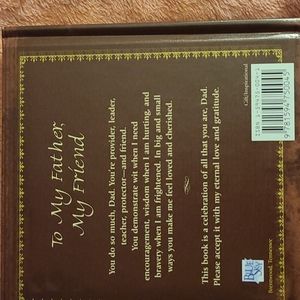 To My Father,
My Friend
You do so much, Dad. You're provider, leader,
teacher, protector—and friend.
You demonstrate wit when I need
encouragement, wisdom when I am hurting, and
bravery when I am frightened. In big and small
ways you make me feel loved and cherished.
This book is a celebration of all that you are, Dad.
Please accept it with my eternal love and gratitude.
Gift/Inspirational
Brentwood, Tennessee